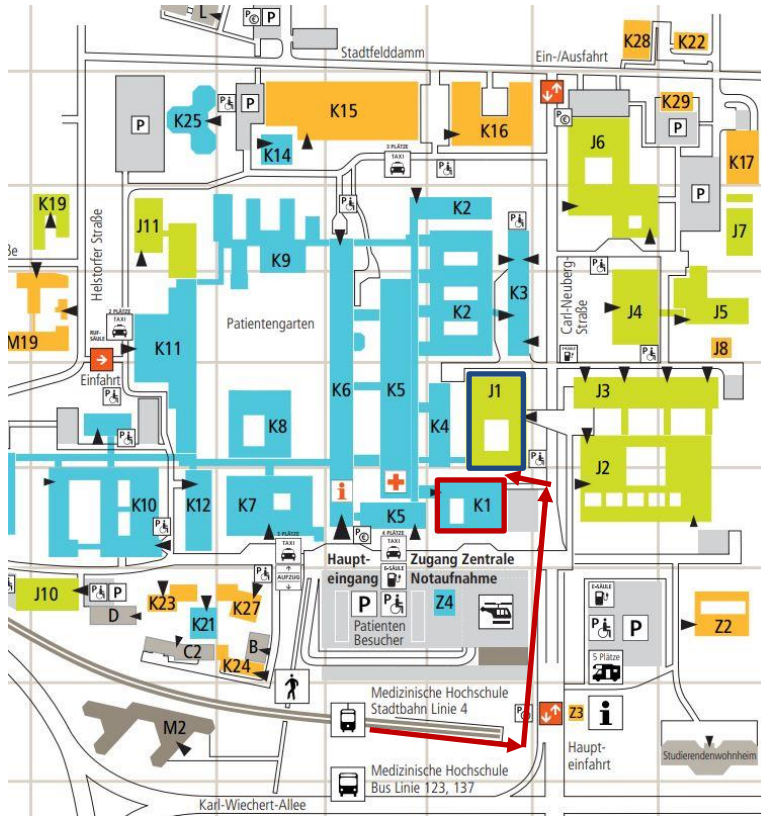 L
P
C
P
Stadtfelddamm
Ein-/Ausfahrt
K28
K22
K25
P
P
P
K15
K14
K16
2 PLÄTZE
TAXI
P
P
C
K29
P
J6
K17
P
K19
J11
K9
P
K2
P
K3
J7
Helstorfer Straße
ße
M19
2 PLÄTZE
TAXI
RUF-
SÄULE
Einfahrt
P
K11
Patientengarten
K6
K5
K2
Carl-Neuberg-
Straße
P
J4
J5
J8
E-SÄULE
K8
K4
J1
J3
J2
P
P
K10
P
K12
K7
i
K5
K1
P
3 PLÄTZE
TAXI
AUFZUG
P
C
4 PLÄTZE
TAXI
E-SÄULE
Haupt-
eingang
Zugang Zentrale
Notaufnahme
P
P
Patienten
Besucher
Z4
J10
P
P
D
K23
K21
K27
P
C2
K24
B
E-SÄULE
P
P
5 Plätze
Z2
M2
Medizinische Hochschule
Stadtbahn Linie 4
P
Z3
i
Haupt-
einfahrt
Studierendenwohnheim
Medizinische Hochschule
Bus Linie 123, 137
Karl-Wiechert-Allee